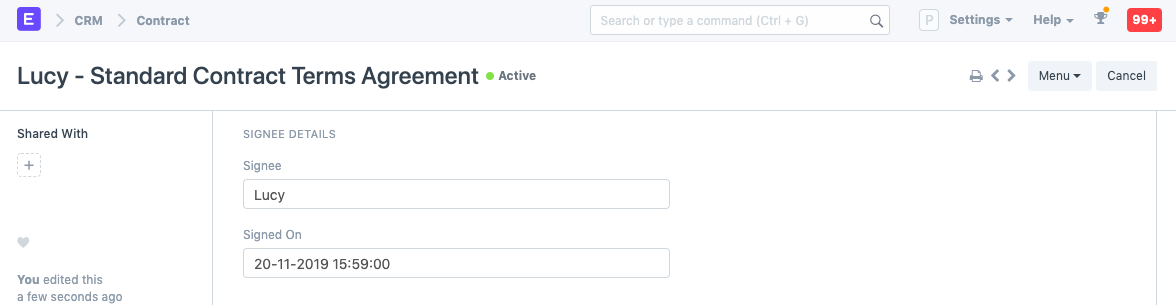 E CRM Contract Search or type a command (Ctrl + G) P Settings Help 99+
Lucy - Standard Contract Terms Agreement Active Menu Cancel
Shared With
+
SIGNEE DETAILS
Signee
Lucy
Signed On
20-11-2019 15:59:00
You edited this
a few seconds ago